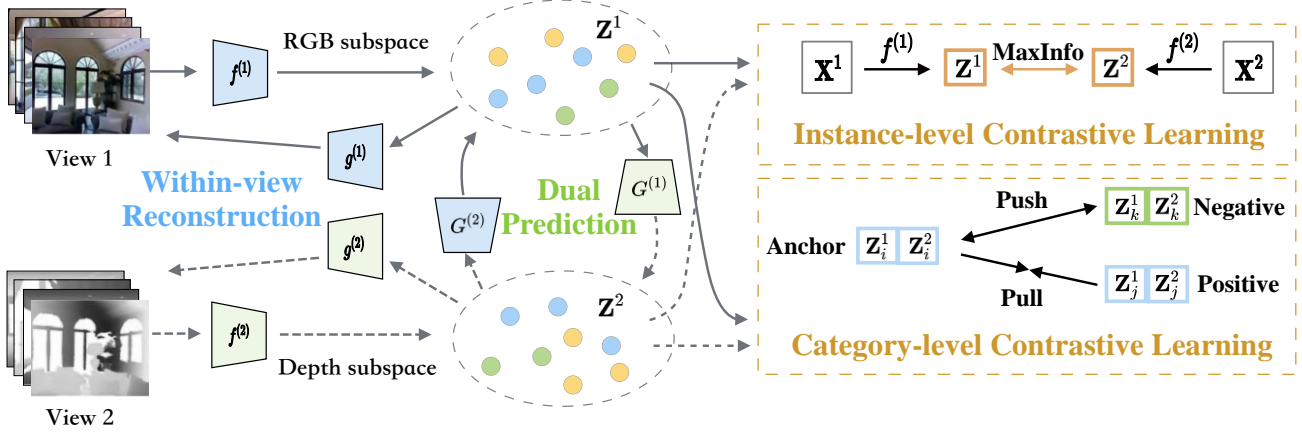 View 1
f(1)
RGB subspace
Z1
g(1)
Within-view
Reconstruction
G(2)
Dual
Prediction
G(1)
g(2)
View 2
f(2)
Depth subspace
Z2
X1 f(1) Z1 MaxInfo Z2 f(2) X2
Instance-level Contrastive Learning
Push
Z1k Z2k Negative
Anchor Z1i Z2i
Pull
Z1j Z2j Positive
Category-level Contrastive Learning